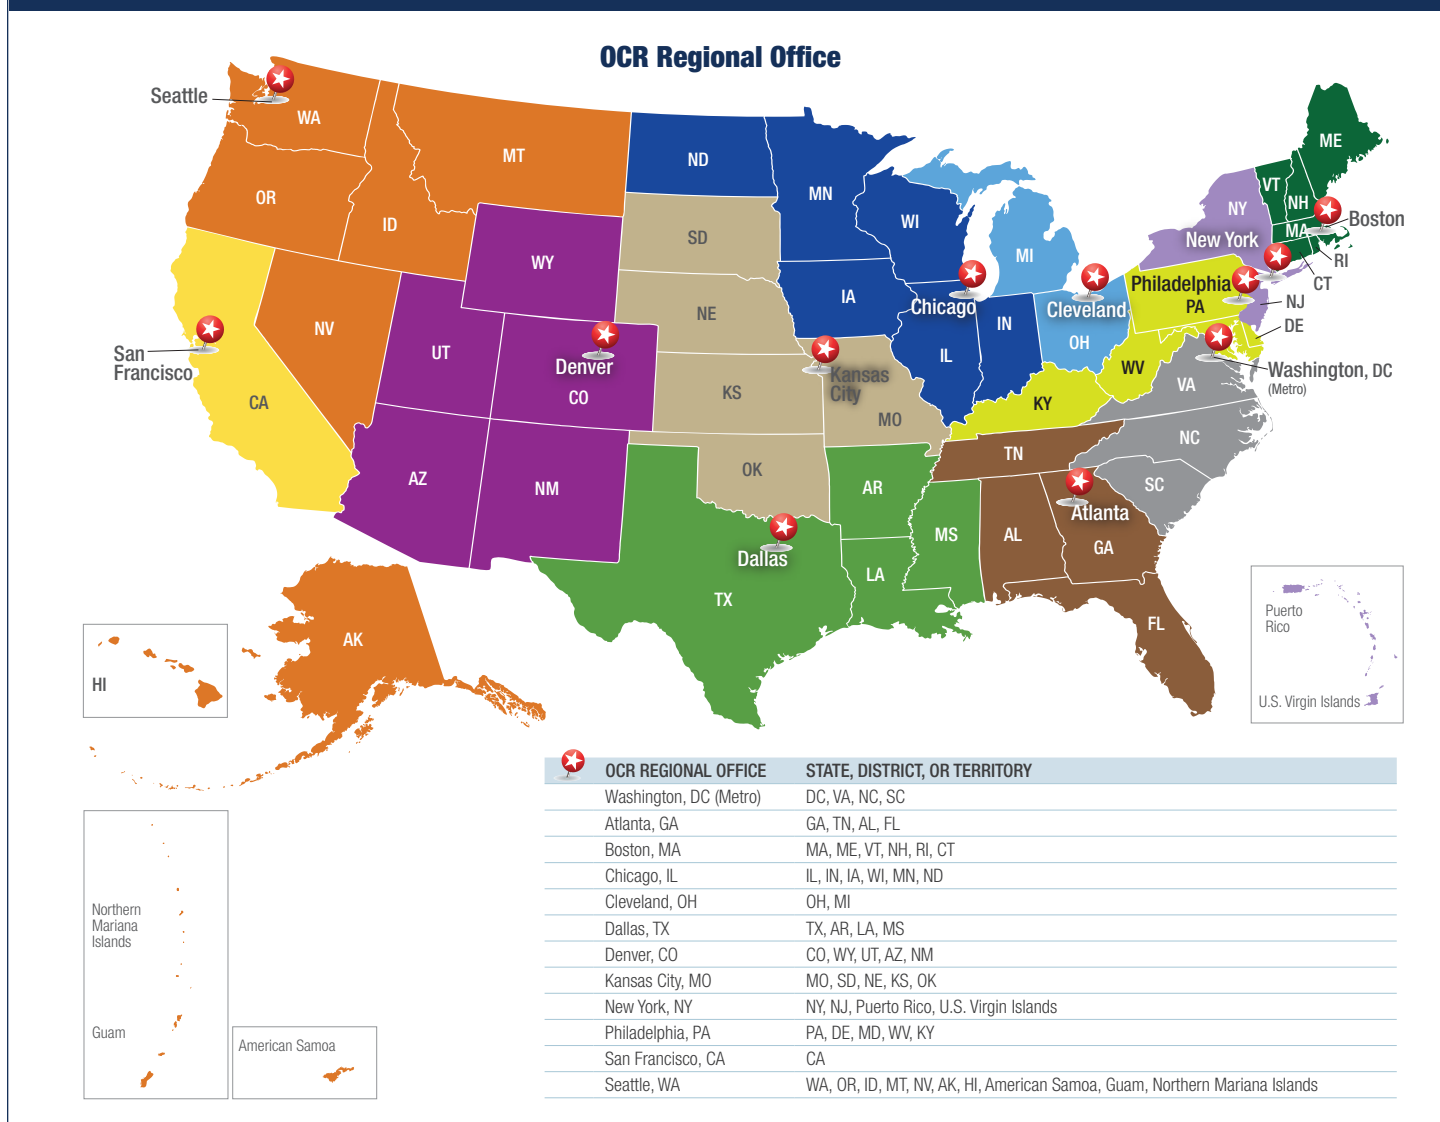 OCR Regional Office
Seattle
WA
MT
ND
MN
ME
VT
NH
OR
ID
WI
NY
MA
Boston
SD
New York
RI
WY
MI
CT
Philadelphia
PA
NJ
IA
Chicago
Cleveland
NE
IN
DE
NV
San
Francisco
UT
Denver
IL
OH
Washington, DC
(Metro)
WV
VA
Kansas
City
CO
KS
CA
KY
MO
NC
TN
OK
AZ
NM
AR
SC
Atlanta
MS
AL
GA
Dallas
LA
TX
FL
Puerto
Rico
U.S. Virgin Islands
AK
HI
Northern
Mariana
Islands
Guam
American Samoa
OCR REGIONAL OFFICE STATE, DISTRICT, OR TERRITORY
Washington, DC (Metro) DC, VA, NC, SC
Atlanta, GA GA, TN, AL, FL
Boston, MA MA, ME, VT, NH, RI, CT
Chicago, IL IL, IN, IA, WI, MN, ND
Cleveland, OH OH, MI
Dallas, TX TX, AR, LA, MS
Denver, CO CO, WY, UT, AZ, NM
Kansas City, MO MO, SD, NE, KS, OK
New York, NY NY, NJ, Puerto Rico, U.S. Virgin Islands
Philadelphia, PA PA, DE, MD, WV, KY
San Francisco, CA CA
Seattle, WA WA, OR, ID, MT, NV, AK, HI, American Samoa, Guam, Northern Mariana Islands